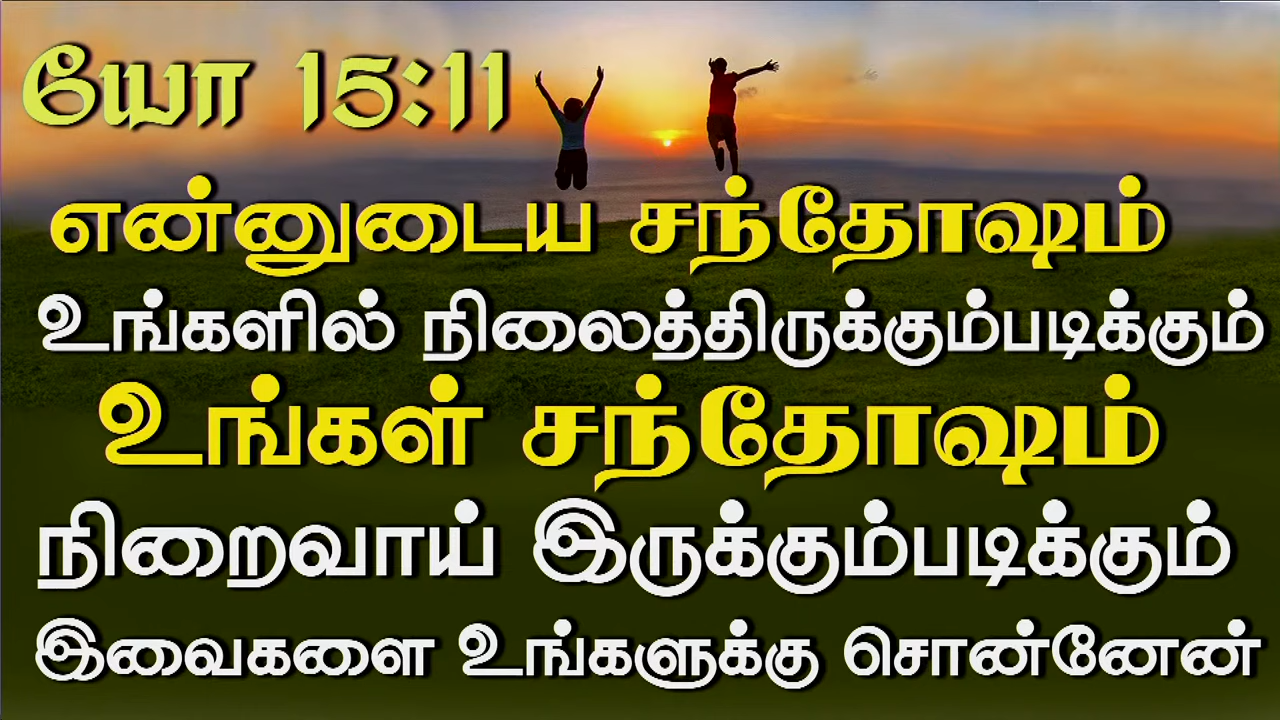 யோ 15:11
என்னுடைய சந்தோஷம்
உங்களில் நிலைத்திருக்கும்படிக்கும்
உங்கள் சந்தோஷம்
நிறைவாய் இருக்கும்படிக்கும்
இவைகளை உங்களுக்கு சொன்னேன்